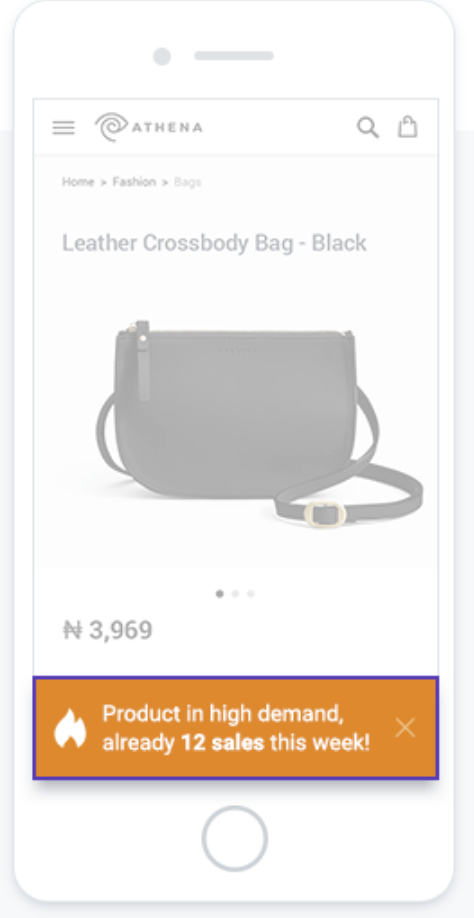 ATHENA
Home > Fashion > Bags
Leather Crossbody Bag - Black
₦ 3,969
Product in high demand,
already 12 sales this week!